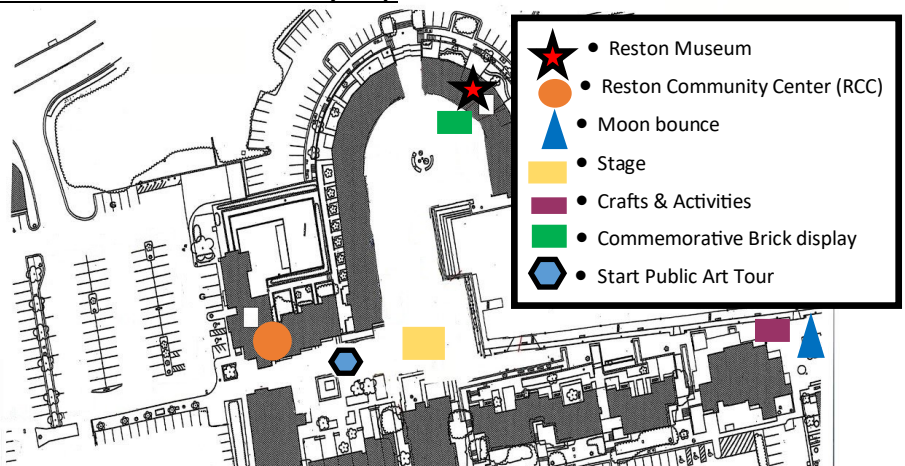 • Reston Museum
• Reston Community Center (RCC)
• Moon bounce
• Stage
• Crafts & Activities
• Commemorative Brick display
• Start Public Art Tour